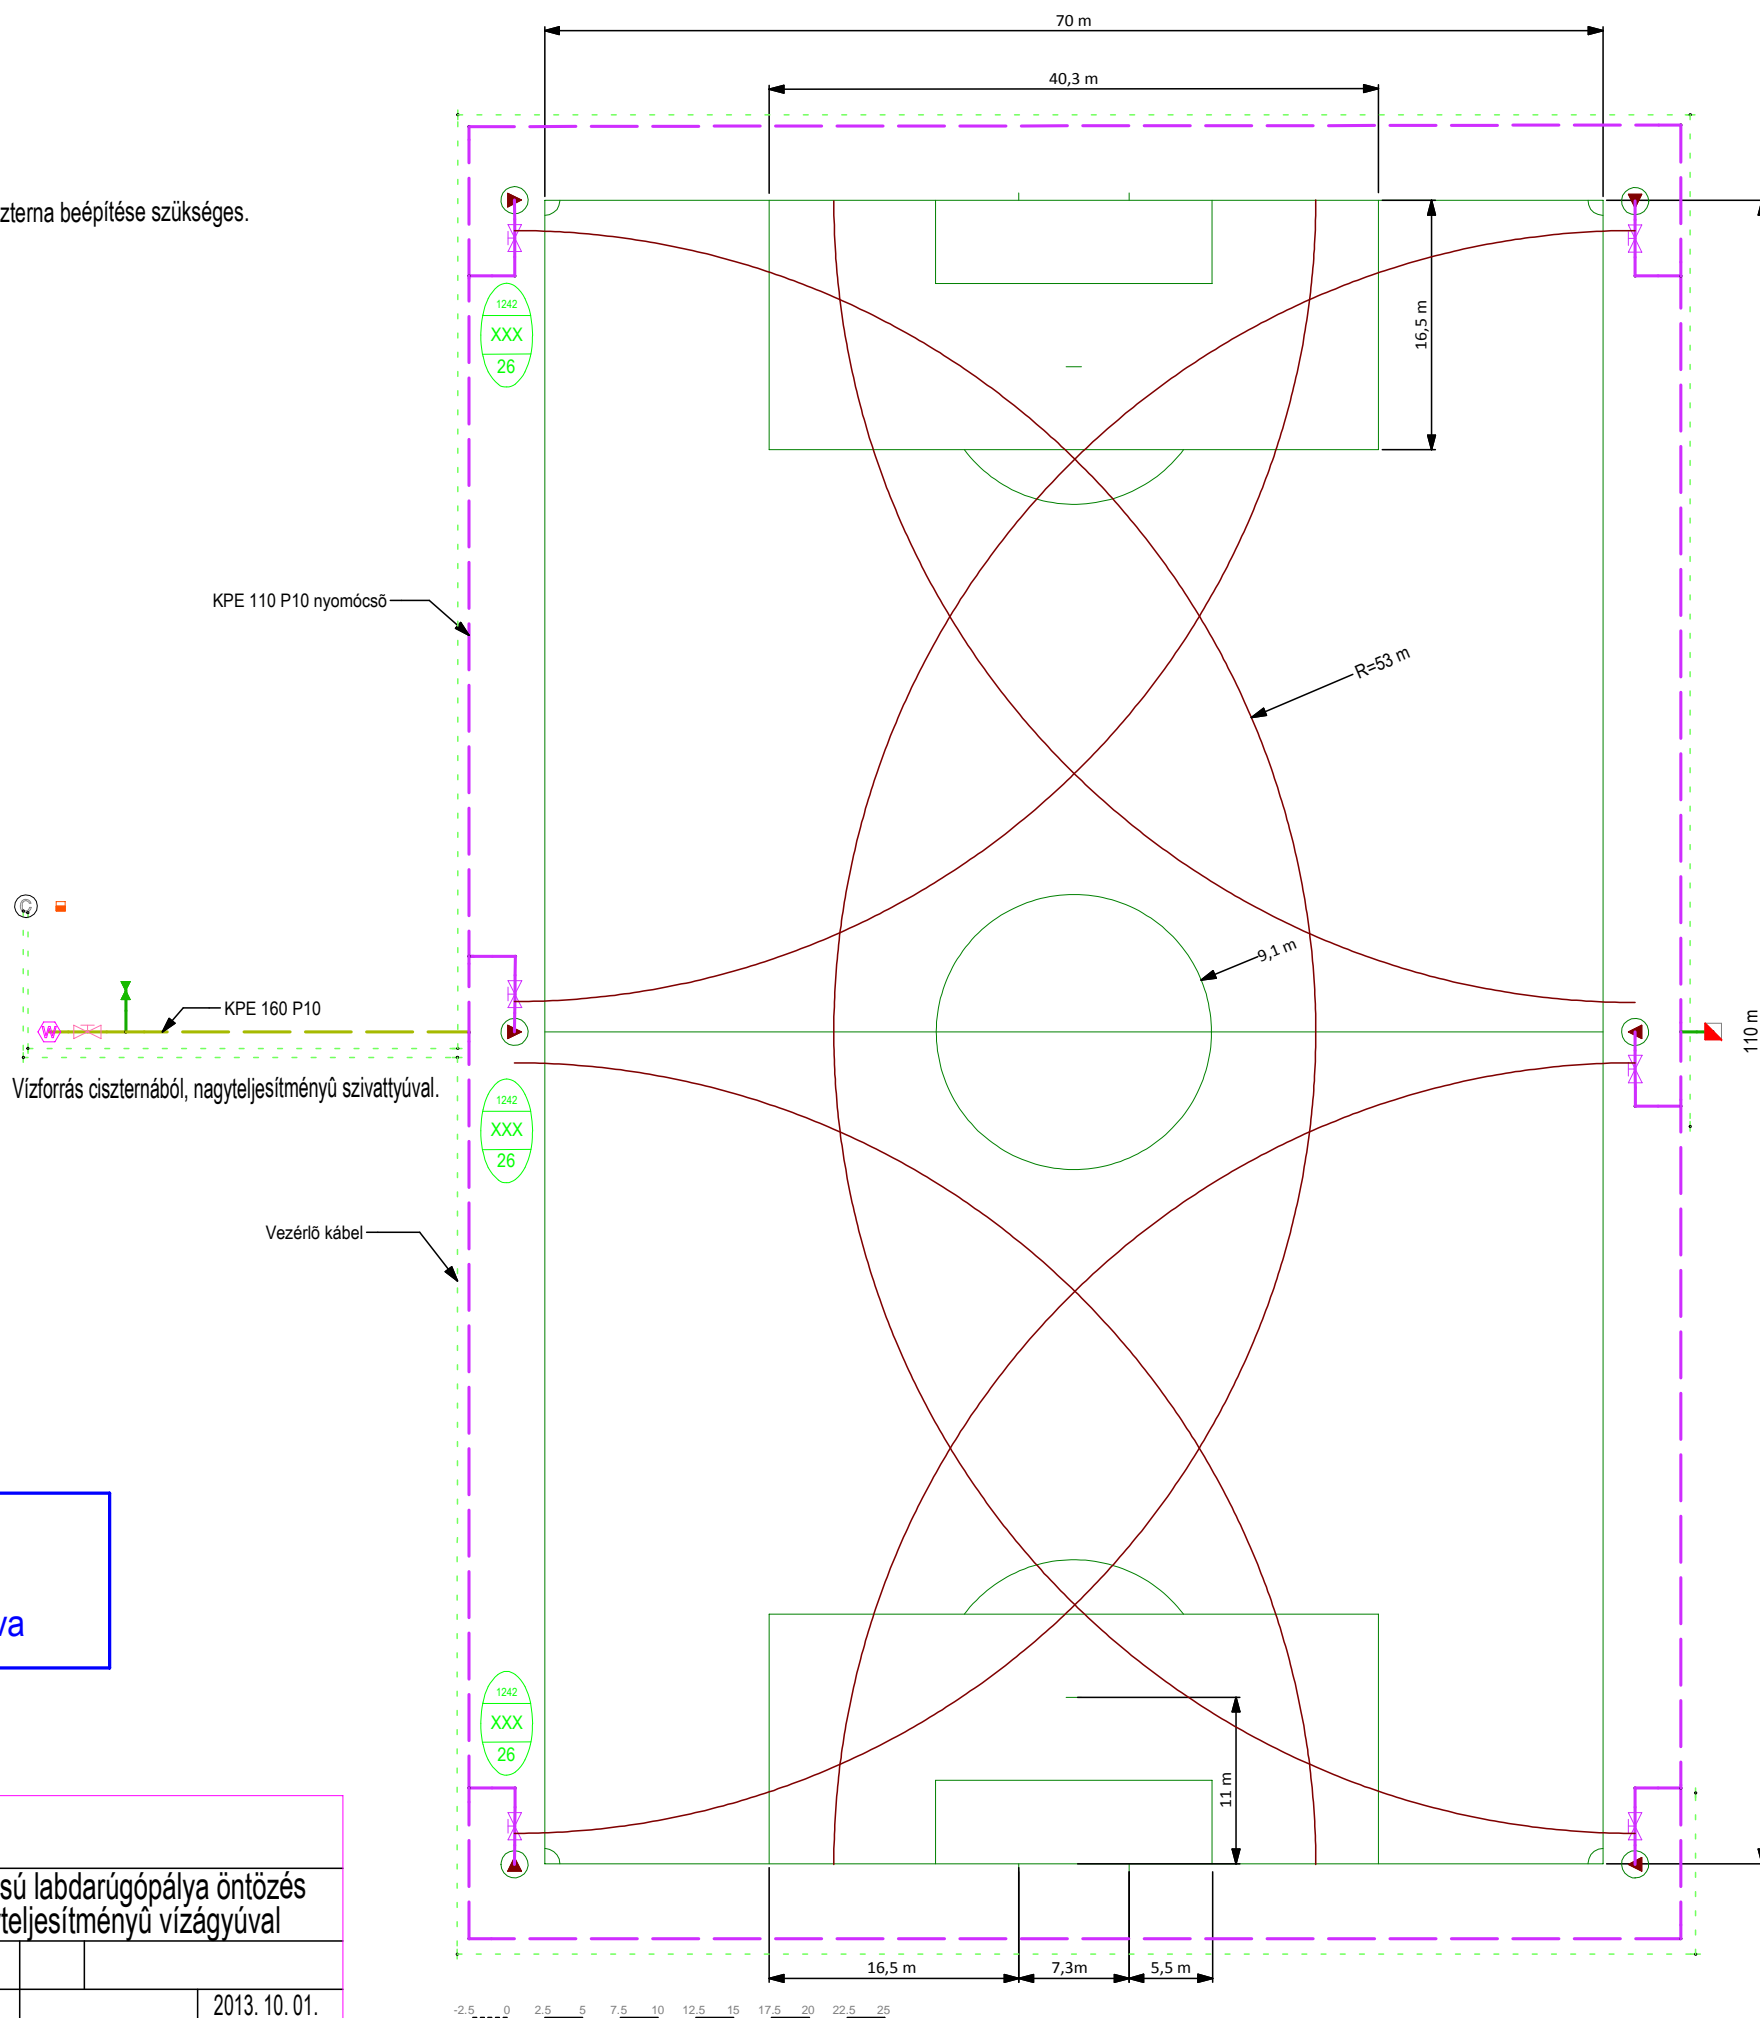 70 m
40,3 m
zterna beépítése szükséges.
1242
XXX
26
16,5 m
KPE 110 P10 nyomócsõ
R=53 m
C
9,1 m
W
KPE 160 P10
110 m
Vízforrás ciszternából, nagyteljesítményû szivattyúval.
1242
XXX
26
Vezérlõ kábel
va
1242
XXX
26
11 m
sú labdarúgópálya öntözés
teljesítményû vízágyúval
16,5 m
7,3m
5,5 m
2013. 10. 01.
-2.5 0 2.5 5 7.5 10 12.5 15 17.5 20 22.5 25